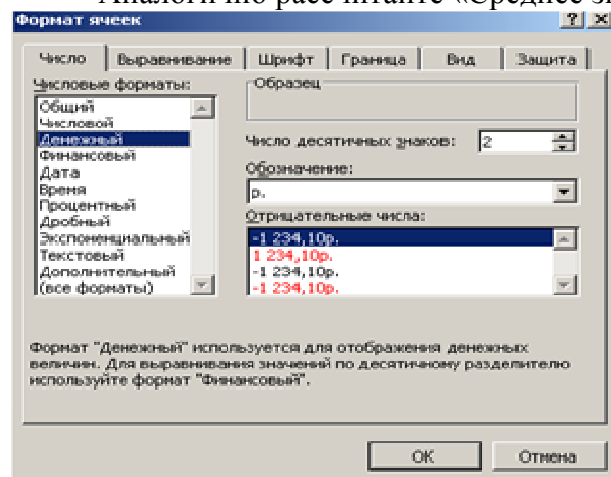 Аналогично рассчитайте «Среднее
Формат ячеек
Число Выравнивание Шрифт Граница Вид Защита
Числовые форматы:
Общий
Числовой
Денежный
Финансовый
Дата
Время
Процентный
Дробный
Экспоненциальный
Текстовый
Дополнительный
(все форматы)
Образец
Число десятичных знаков: 2
Обозначение:
р.
Отрицательные числа:
-1 234,10р.
1 234,10р.
-1 234,10р.
-1 234,10р.
Формат "Денежный" используется для отображения денежных
величин. Для выравнивания значений по десятичному разделителю
используйте формат "Финансовый".
ОК Отмена